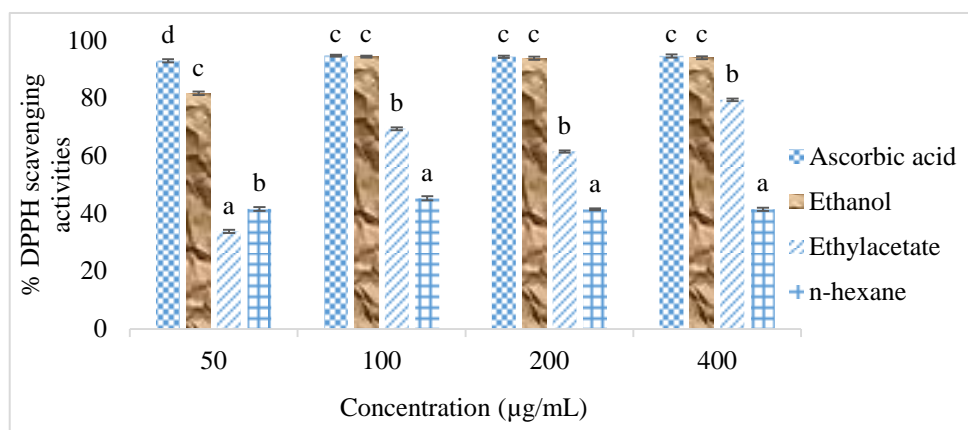 % DPPH scavenging
activities
100
80
60
40
20
0
d
c
a
b
c
c
b
a
c
c
b
a
c
c
b
a
50
100
200
400
Concentration (µg/mL)
Ascorbic acid
Ethanol
Ethylacetate
n-hexane